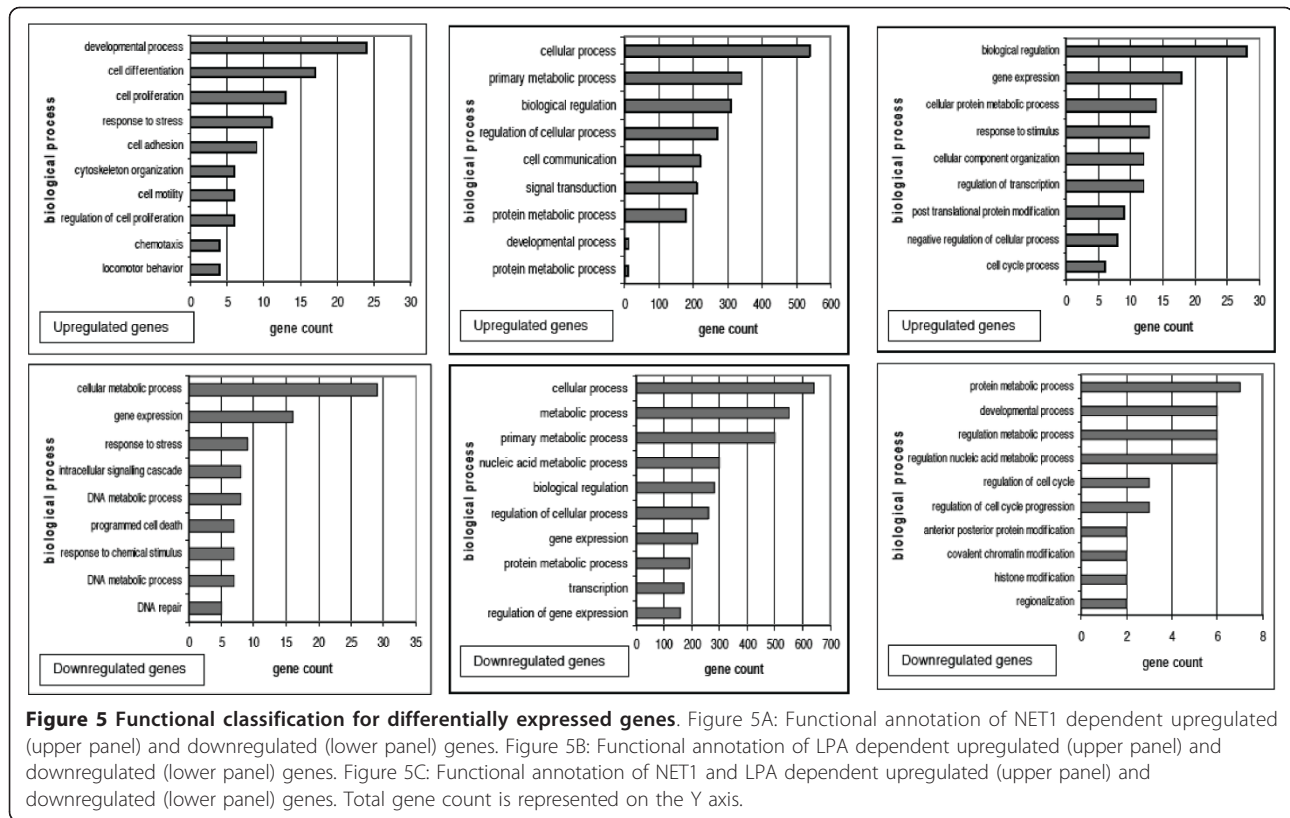 biological process
developmental process
cell differentiation
cell proliferation
response to stress
cell adhesion
cytoskeleton organization
cell motility
regulation of cell proliferation
chemotaxis
locomotor behavior
0 5 10 15 20 25 30
gene count
Upregulated genes
biological process
cellular process
primary metabolic process
biological regulation
regulation of cellular process
cell communication
signal transduction
protein metabolic process
developmental process
protein metabolic process
0 100 200 300 400 500 600
gene count
Upregulated genes
biological process
biological regulation
gene expression
cellular protein metabolic process
response to stimulus
cellular component organization
regulation of transcription
post translational protein modification
negative regulation of cellular process
cell cycle process
0 5 10 15 20 25 30
gene count
Upregulated genes
biological process
cellular metabolic process
gene expression
response to stress
intracellular signalling cascade
DNA metabolic process
programmed cell death
response to chemical stimulus
DNA metabolic process
DNA repair
0 5 10 15 20 25 30 35
gene count
Downregulated genes
biological process
cellular process
metabolic process
primary metabolic process
nucleic acid metabolic process
biological regulation
regulation of cellular process
gene expression
protein metabolic process
transcription
regulation of gene expression
0 100 200 300 400 500 600 700
gene count
Downregulated genes
biological process
protein metabolic process
developmental process
regulation metabolic process
regulation nucleic acid metabolic process
regulation of cell cycle
regulation of cell cycle progression
anterior posterior protein modification
covalent chromatin modification
histone modification
regionalization
0 2 4 6 8
gene count
Downregulated genes
Figure 5 Functional classification for differentially expressed genes. Figure 5A: Functional annotation of NET1 dependent upregulated
(upper panel) and downregulated (lower panel) genes. Figure 5B: Functional annotation of LPA dependent upregulated (upper panel) and
downregulated (lower panel) genes. Figure 5C: Functional annotation of NET1 and LPA dependent upregulated (upper panel) and
downregulated (lower panel) genes. Total gene count is represented on the Y axis.